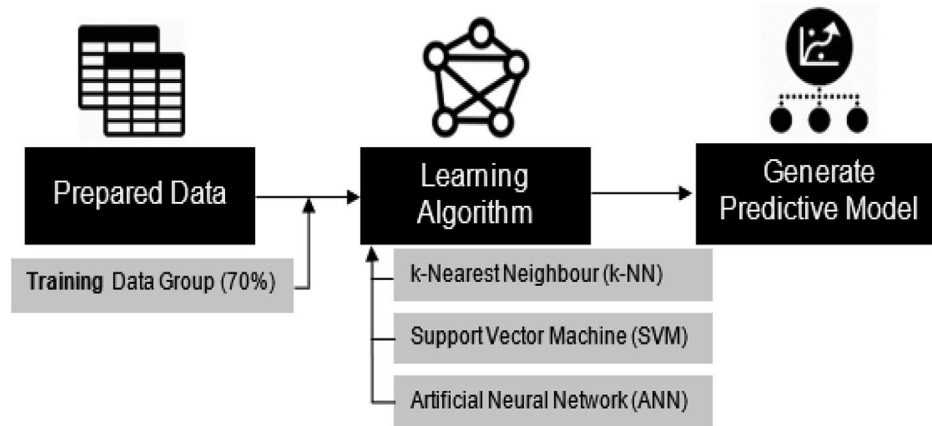 Prepared Data
Learning
Algorithm
Generate
Predictive Model
Training Data Group (70%)
k-Nearest Neighbour (k-NN)
Support Vector Machine (SVM)
Artificial Neural Network (ANN)